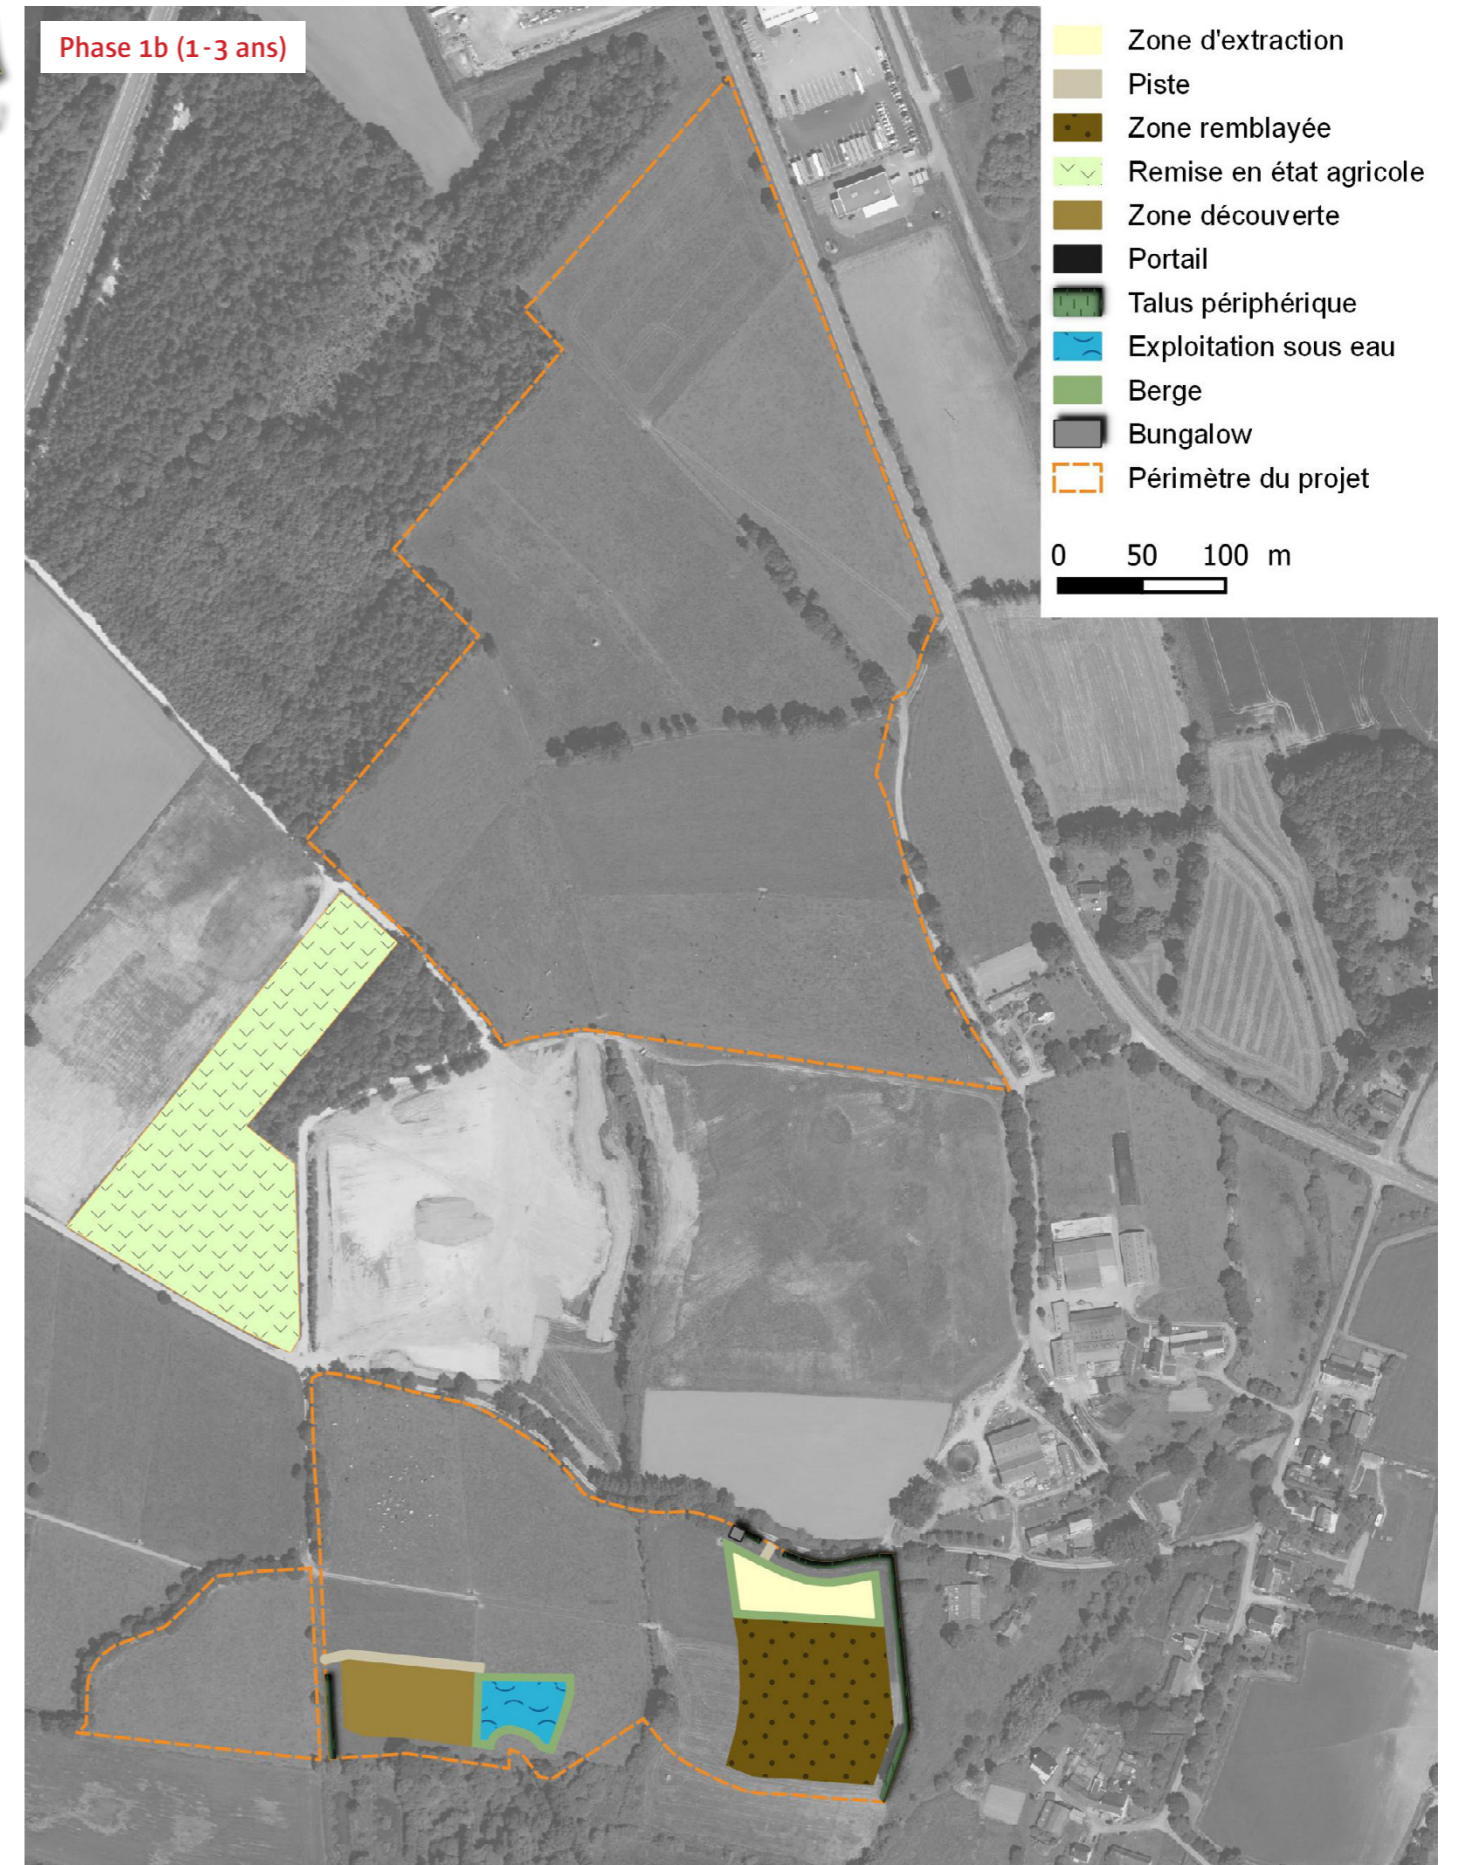 Phase 1b (1-3 ans)
Zone d'extraction
Piste
Zone remblayée
Remise en état agricole
Zone découverte
Portail
Talus périphérique
Exploitation sous eau
Berge
Bungalow
Périmètre du projet
0 50 100 m